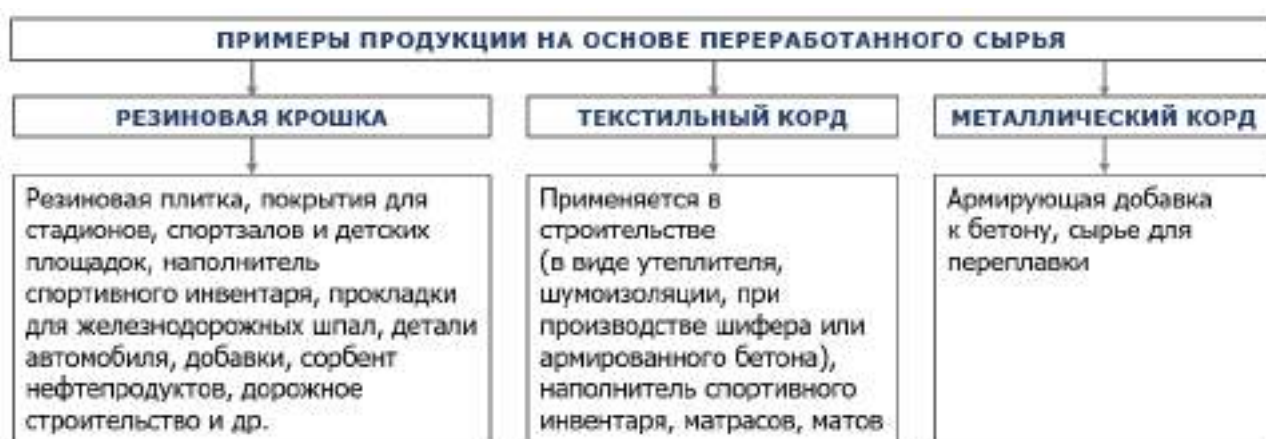 ПРИМЕРЫ ПРОДУКЦИИ НА ОСНОВЕ ПЕРЕРАБОТАННОГО СЫРЬЯ
РЕЗИНОВАЯ КРОШКА
Резиновая плитка, покрытия для
стадионов, спортзалов и детских
площадок, наполнитель
спортивного инвентаря, прокладки
для железнодорожных шпал, детали
автомобиля, добавки, сорбент
нефтепродуктов, дорожное
строительство и др.
ТЕКСТИЛЬНЫЙ КОРД
Применяется в
строительстве
(в виде утеплителя,
шумоизоляции, при
производстве шифера или
армированного бетона),
наполнитель спортивного
инвентаря, матрасов, матов
МЕТАЛЛИЧЕСКИЙ КОРД
Армирующая добавка
к бетону, сырье для
переплавки